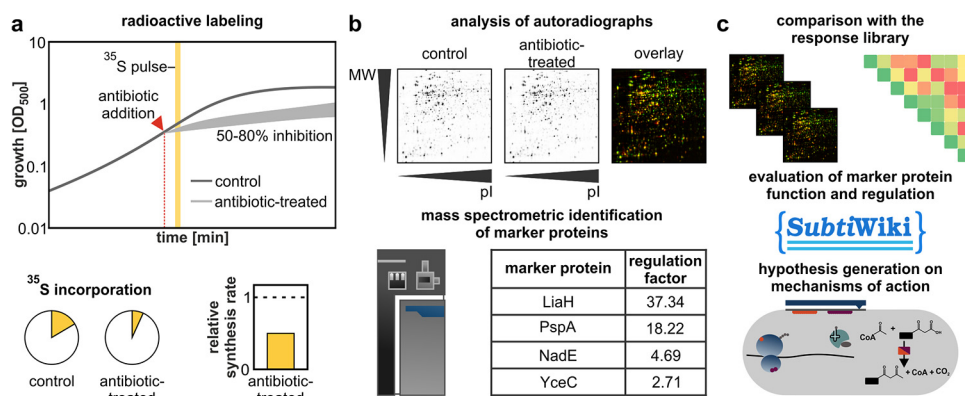 a
radioactive labeling
10
1
0.1
0.01
growth [OD500]
35S pulse
antibiotic
addition
50-80% inhibition
control
antibiotic-treated
time [min]
35S incorporation
control
antibiotic-
treated
relative
synthesis rate
1
0
antibiotic-
treated
b
analysis of autoradiographs
control
antibiotic-
treated
overlay
MW
pI
pI
mass spectrometric identification
of marker proteins
marker protein regulation factor
LiaH 37.34
PspA 18.22
NadE 4.69
YceC 2.71
c
comparison with the
response library
evaluation of marker protein
function and regulation
{SubtiWiki}
hypothesis generation on
mechanisms of action
CoA
+
+ CoA + CO2